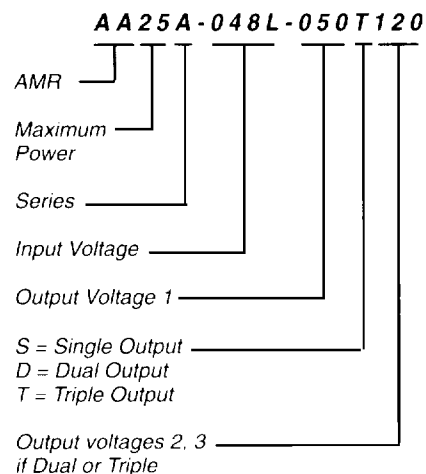 AA25A-048L-050T120
AMR
Maximum
Power
Series
Input Voltage
Output Voltage 1
S = Single Output
D = Dual Output
T = Triple Output
Output voltages 2, 3
if Dual or Triple